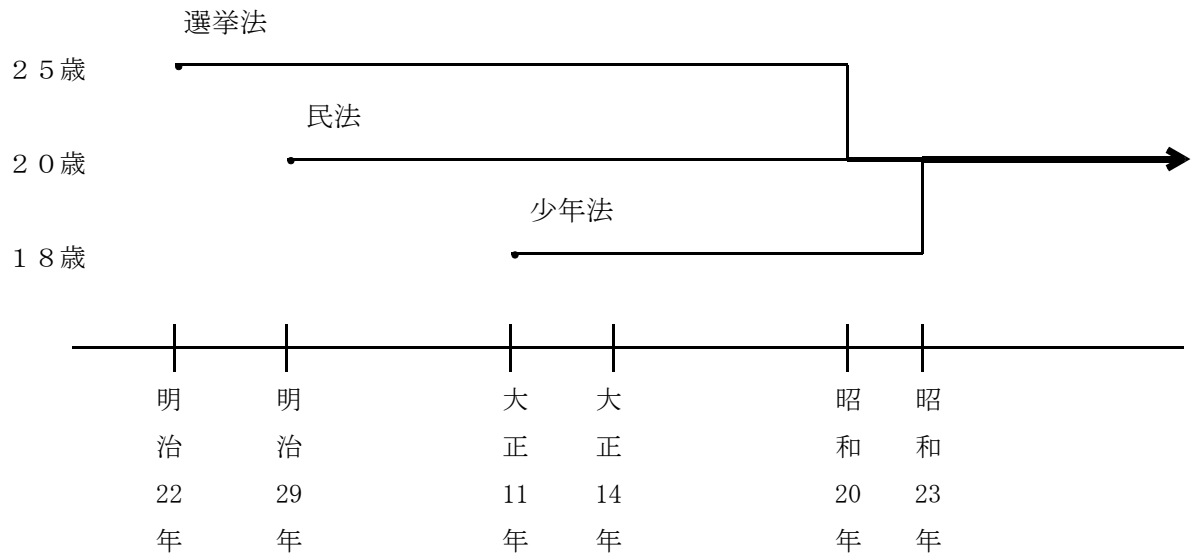 選挙法
２５歳
民法
２０歳
少年法
１８歳
明治22年
明治29年
大正11年
大正14年
昭和20年
昭和23年